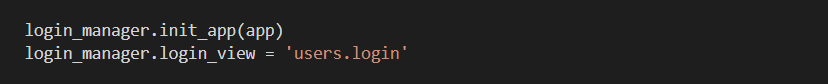 login_manager.init_app(app)
login_manager.login_view = 'users.login'